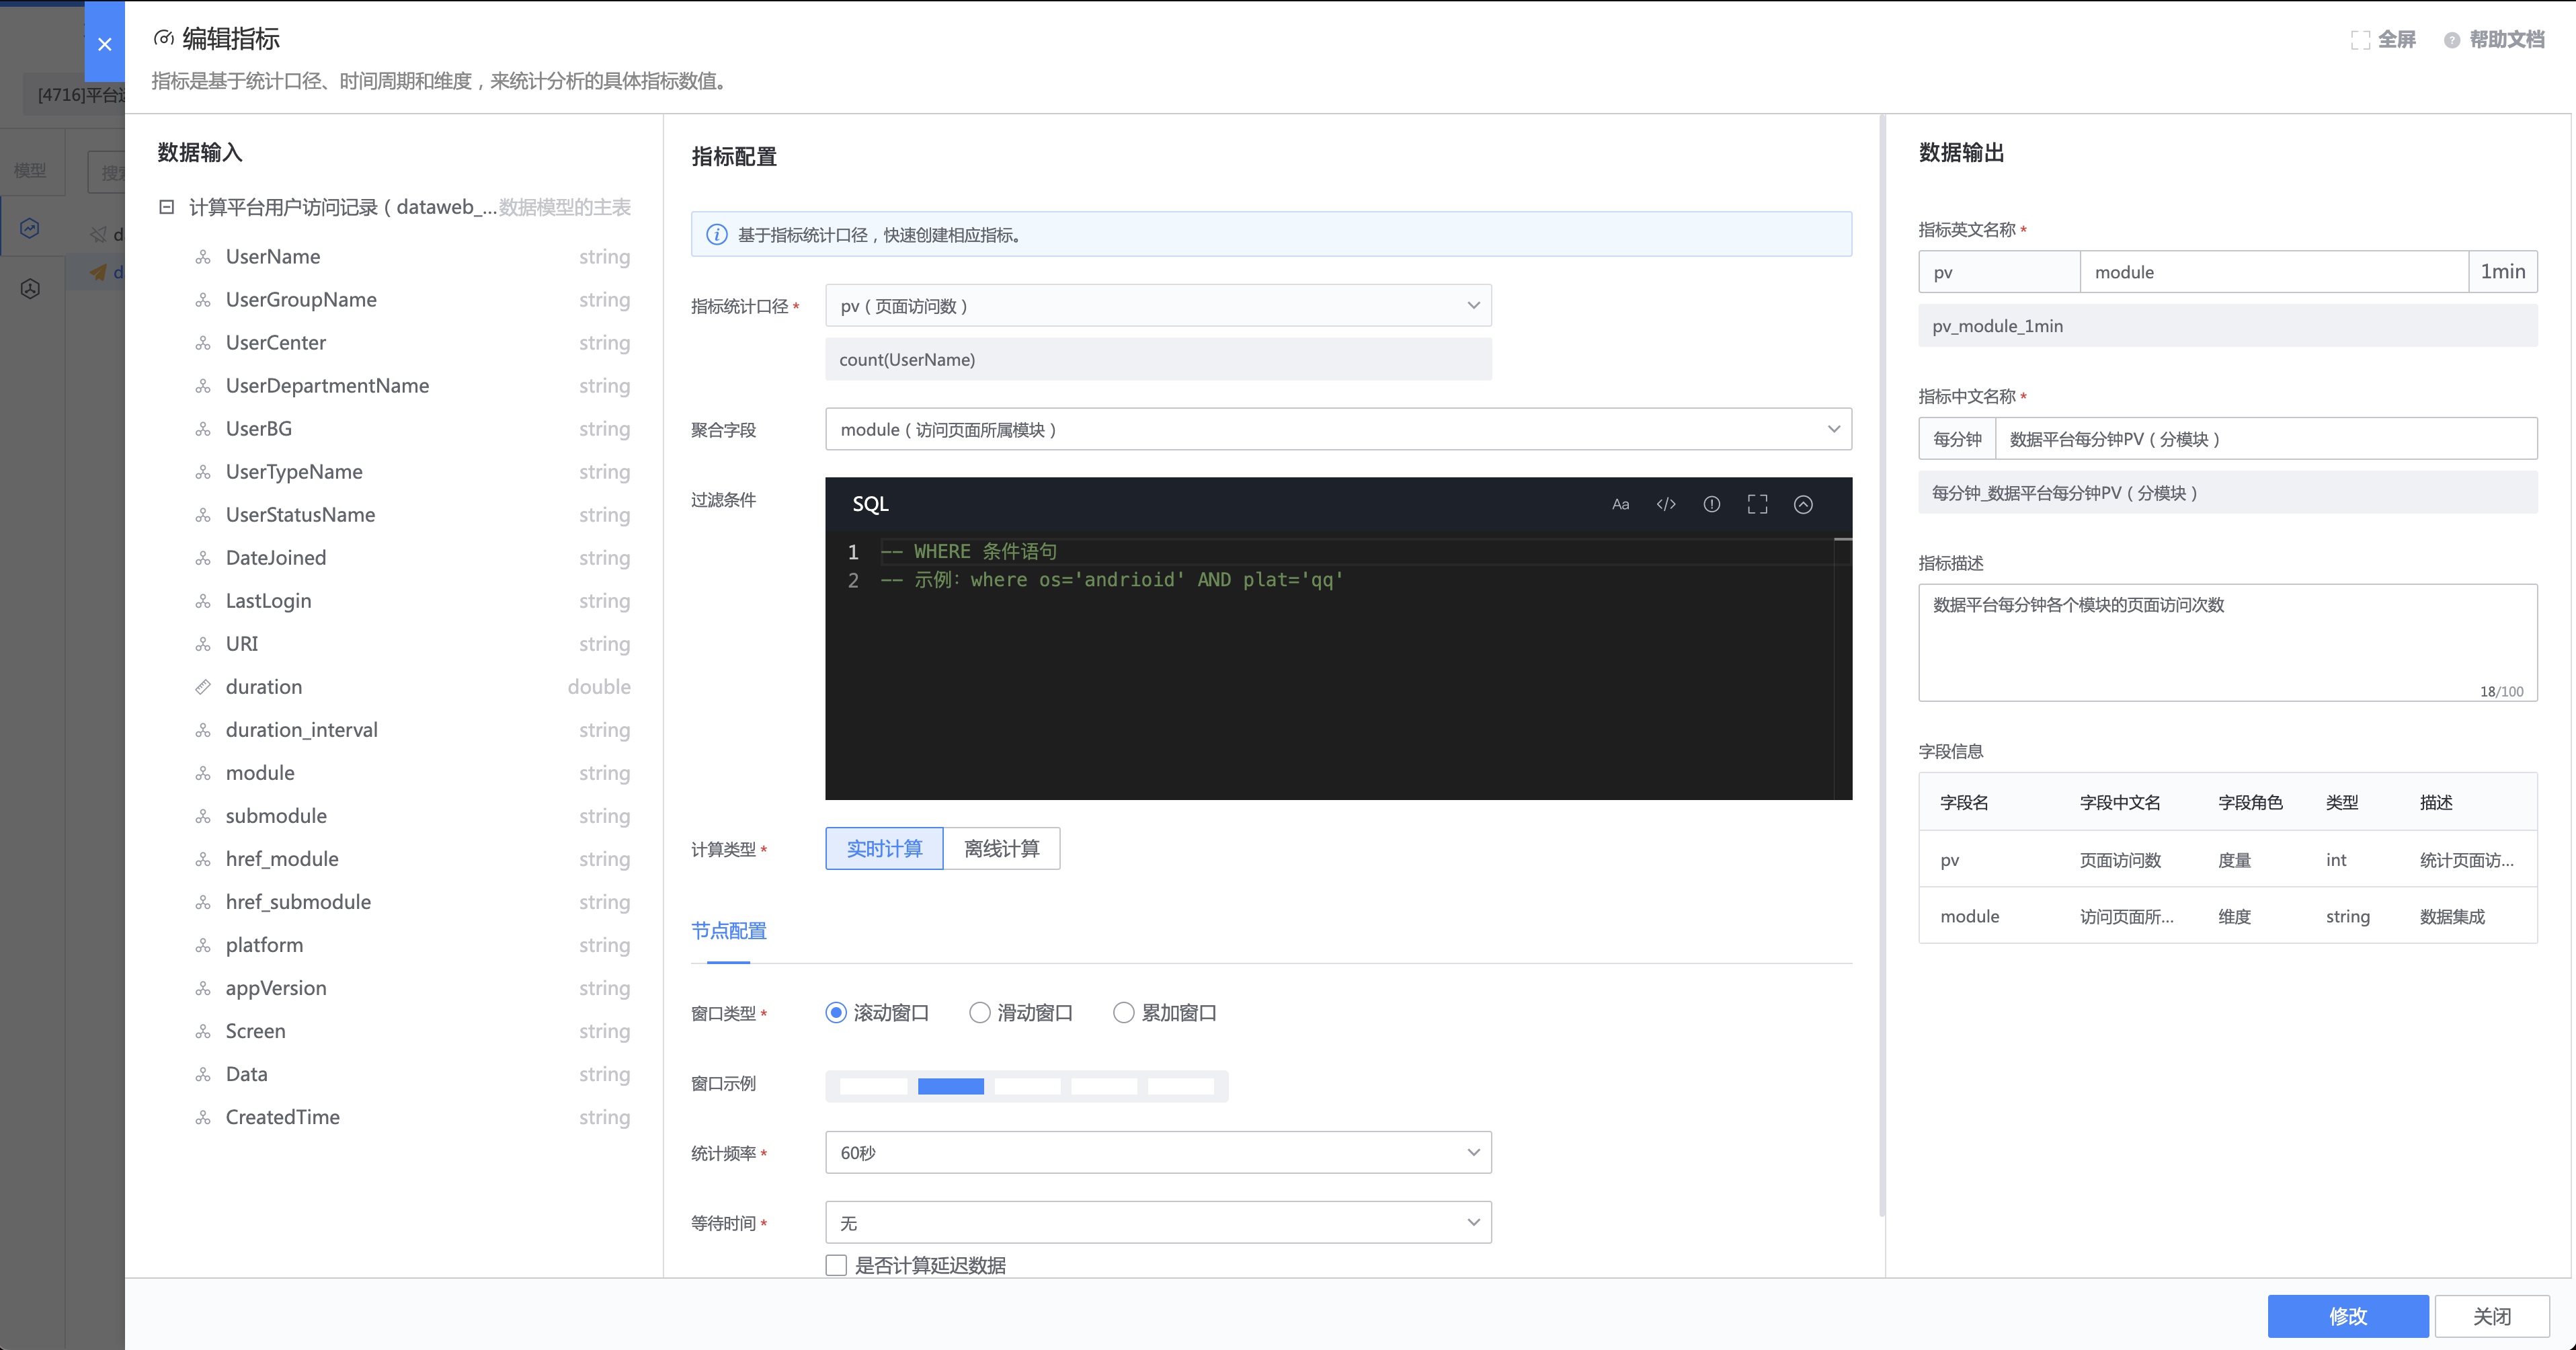 编辑指标
指标是基于统计口径、时间周期和维度，来统计分析的具体指标数值。
全屏
帮助文档
[4716]平台
模型
搜
d
d
数据输入
计算平台用户访问记录（dataweb_...数据模型的主表
UserName string
UserGroupName string
UserCenter string
UserDepartmentName string
UserBG string
UserTypeName string
UserStatusName string
DateJoined string
LastLogin string
URI string
duration double
duration_interval string
module string
submodule string
href_module string
href_submodule string
platform string
appVersion string
Screen string
Data string
CreatedTime string
指标配置
基于指标统计口径，快速创建相应指标。
指标统计口径 * pv（页面访问数）
count(UserName)
聚合字段 module（访问页面所属模块）
过滤条件
SQL Aa
1 -- WHERE 条件语句
2 -- 示例：where os='andrioid' AND plat='qq'
计算类型 * 实时计算 离线计算
节点配置
窗口类型 * 滚动窗口 滑动窗口 累加窗口
窗口示例
统计频率 * 60秒
等待时间 * 无
是否计算延迟数据
数据输出
指标英文名称 *
pv module 1min
pv_module_1min
指标中文名称 *
每分钟 数据平台每分钟PV（分模块）
每分钟_数据平台每分钟PV（分模块）
指标描述
数据平台每分钟各个模块的页面访问次数
18/100
字段信息
字段名 字段中文名 字段角色 类型 描述
pv 页面访问数 度量 int 统计页面访...
module 访问页面所... 维度 string 数据集成
修改 关闭